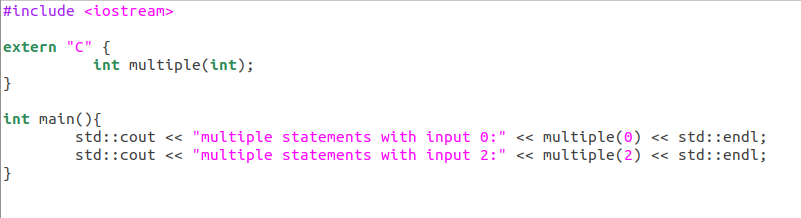 #include <iostream>
extern "C" {
int multiple(int);
}
int main(){
std::cout << "multiple statements with input 0:" << multiple(0) << std::endl;
std::cout << "multiple statements with input 2:" << multiple(2) << std::endl;
}